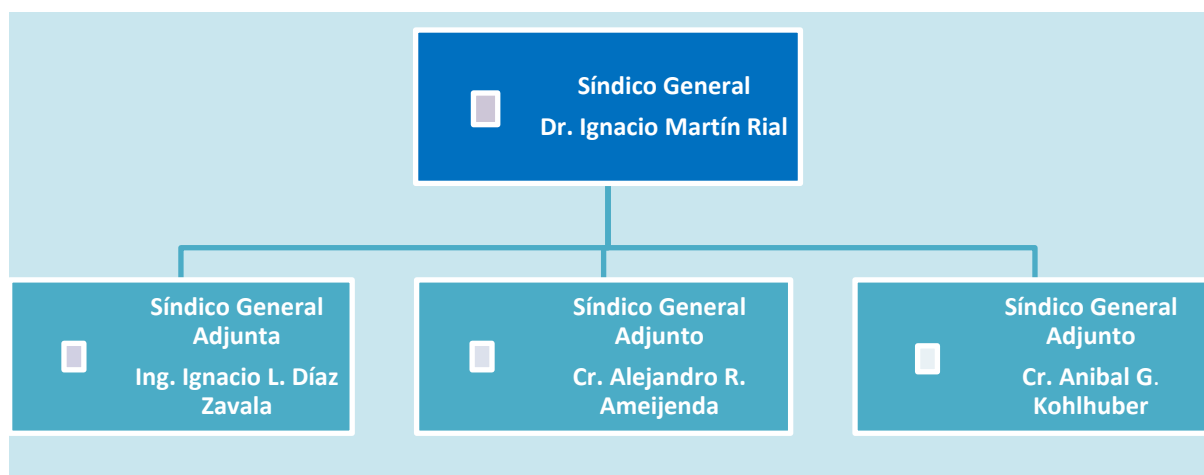 Síndico General
Dr. Ignacio Martín Rial
Síndico General
Adjunta
Ing. Ignacio L. Díaz
Zavala
Síndico General
Adjunto
Cr. Alejandro R.
Ameijenda
Síndico General
Adjunto
Cr. Anibal G.
Kohlhuber